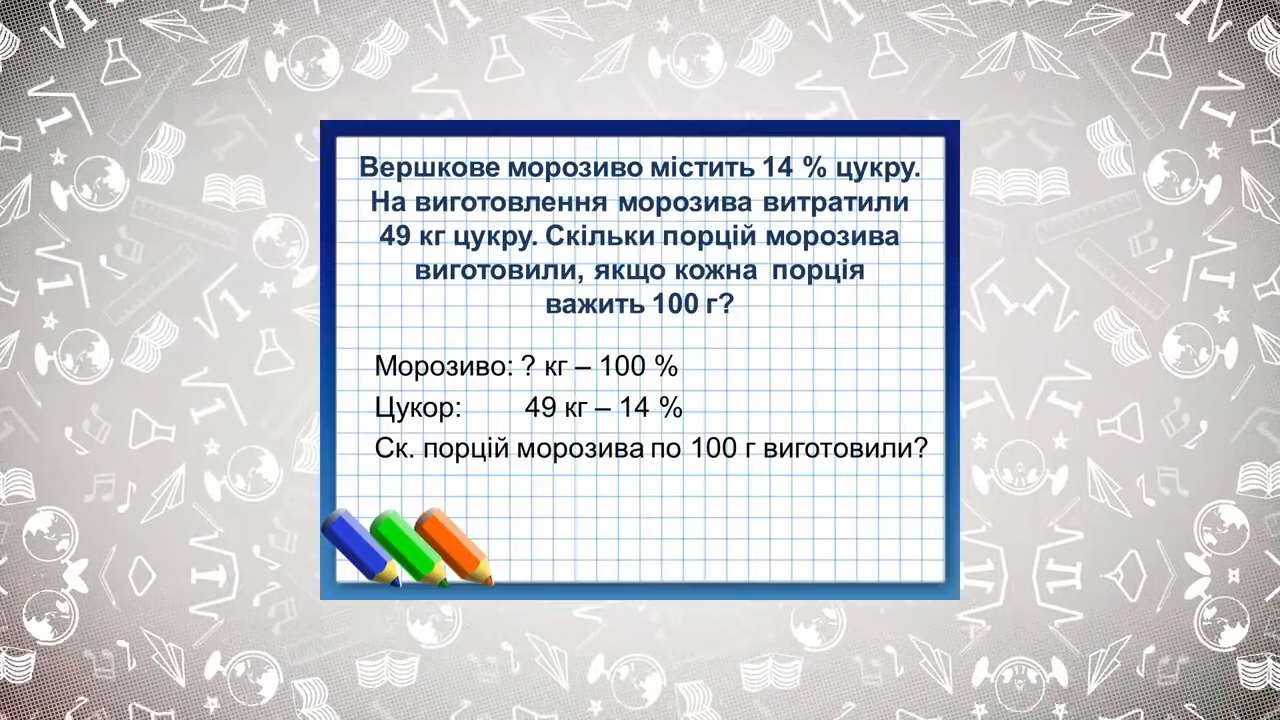 Вершкове морозиво містить 14 % цукру.
На виготовлення морозива витратили
49 кг цукру. Скільки порцій морозива
виготовили, якщо кожна порція
важить 100 г?
Морозиво: ? кг – 100 %
Цукор: 49 кг – 14 %
Ск. порцій морозива по 100 г виготовили?